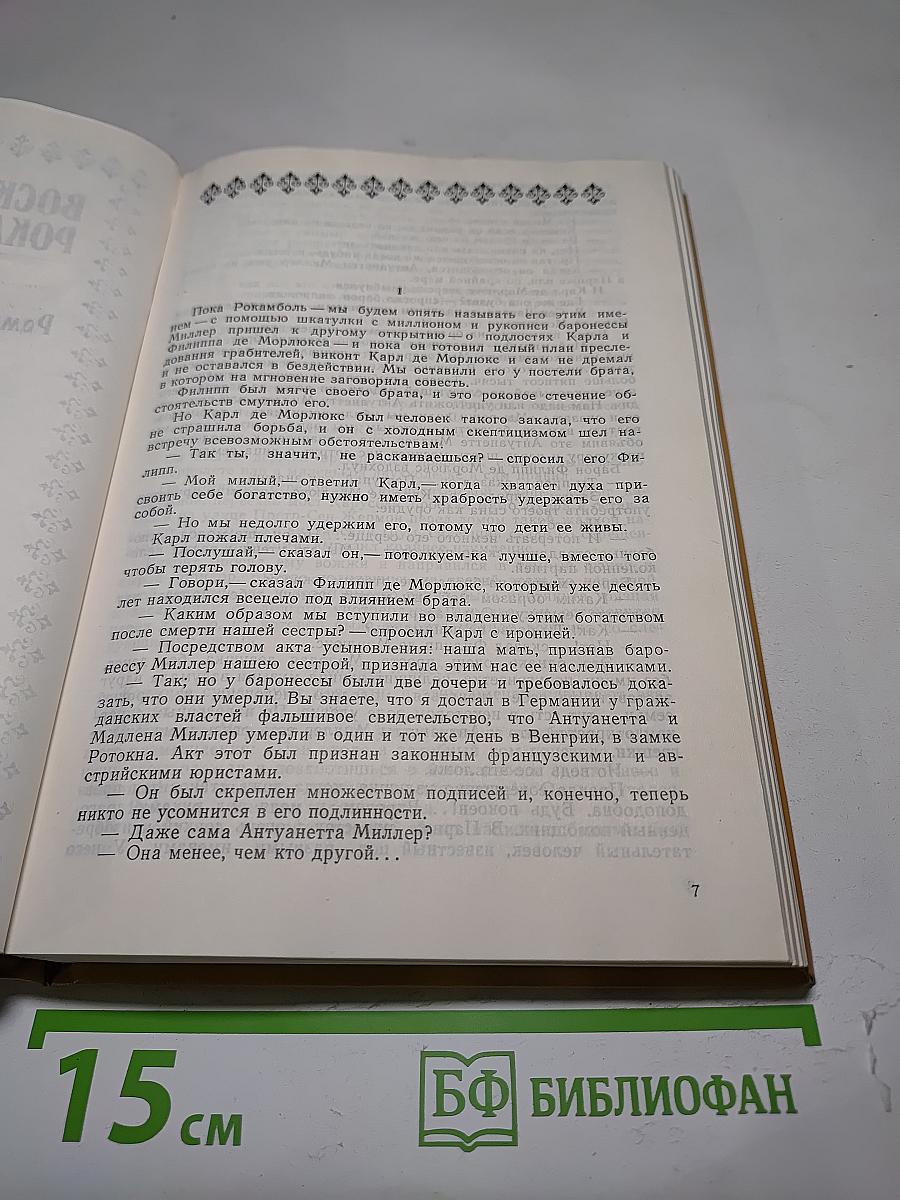 ВОСК
РОКА
Рома
I
Пока Рокамболь — мы будем опять называть его этим име-
нем — с помощью шкатулки с миллионом и рукописи баронессы
Миллер пришел к другому открытию — о подлостях Карла и
Филиппа де Морлюкса — и пока он готовил целый план пресле-
дования грабителей, виконт Карл де Морлюкс и сам не дремал
и не оставался в бездействии. Мы оставили его у постели брата,
в котором на мгновение заговорила совесть.
Филипп был мягче своего брата, и это роковое стечение об-
стоятельств смутило его.
Но Карл де Морлюкс был человек такого закала, что его
не страшила борьба, и он с холодным скептицизмом шел на-
встречу всевозможным обстоятельствам.
— Так ты, значит, не раскаиваешься? — спросил его Фи-
липп.
— Мой милый,— ответил Карл,— когда хватает духа при-
своить себе богатство, нужно иметь храбрость удержать его за
собой.
— Но мы недолго удержим его, потому что дети ее живы.
Карл пожал плечами.
— Послушай,— сказал он,— потолкуем-ка лучше, вместо того
чтобы терять голову.
— Говори,— сказал Филипп де Морлюкс, который уже десять
лет находился всецело под влиянием брата.
— Каким образом мы вступили во владение этим богатством
после смерти нашей сестры? — спросил Карл с иронией.
— Посредством акта усыновления: наша мать, признав баро-
нессу Миллер нашею сестрой, признала этим нас ее наследниками.
— Так; но у баронессы были две дочери и требовалось дока-
зать, что они умерли. Вы знаете, что я достал в Германии у граж-
данских властей фальшивое свидетельство, что Антуанетта и
Мадлена Миллер умерли в один и тот же день в Венгрии, в замке
Ротокна. Акт этот был признан законным французскими и ав-
стрийскими юристами.
— Он был скреплен множеством подписей и, конечно, теперь
никто не усомнится в его подлинности.
— Даже сама Антуанетта Миллер?
— Она менее, чем кто другой...
7
15 см
БФ БИБЛИОФАН